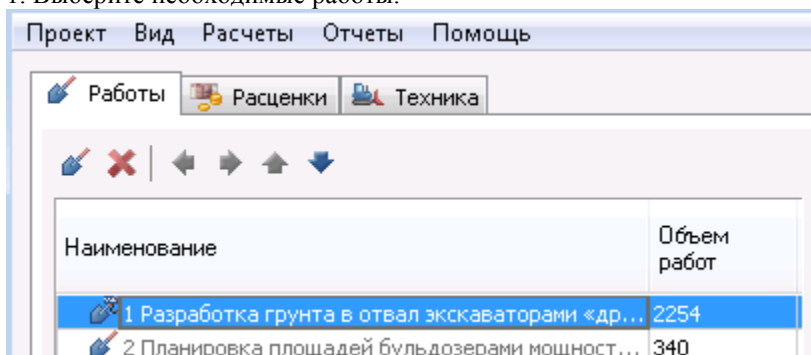 1. Выберите необходимые работы:
Проект Вид Расчеты Отчеты Помощь
Работы Расценки Техника
Наименование Объем работ
1 Разработка грунта в отвал экскаваторами «др... 2254
2 Планировка площадей бульдозерами мощност... 340